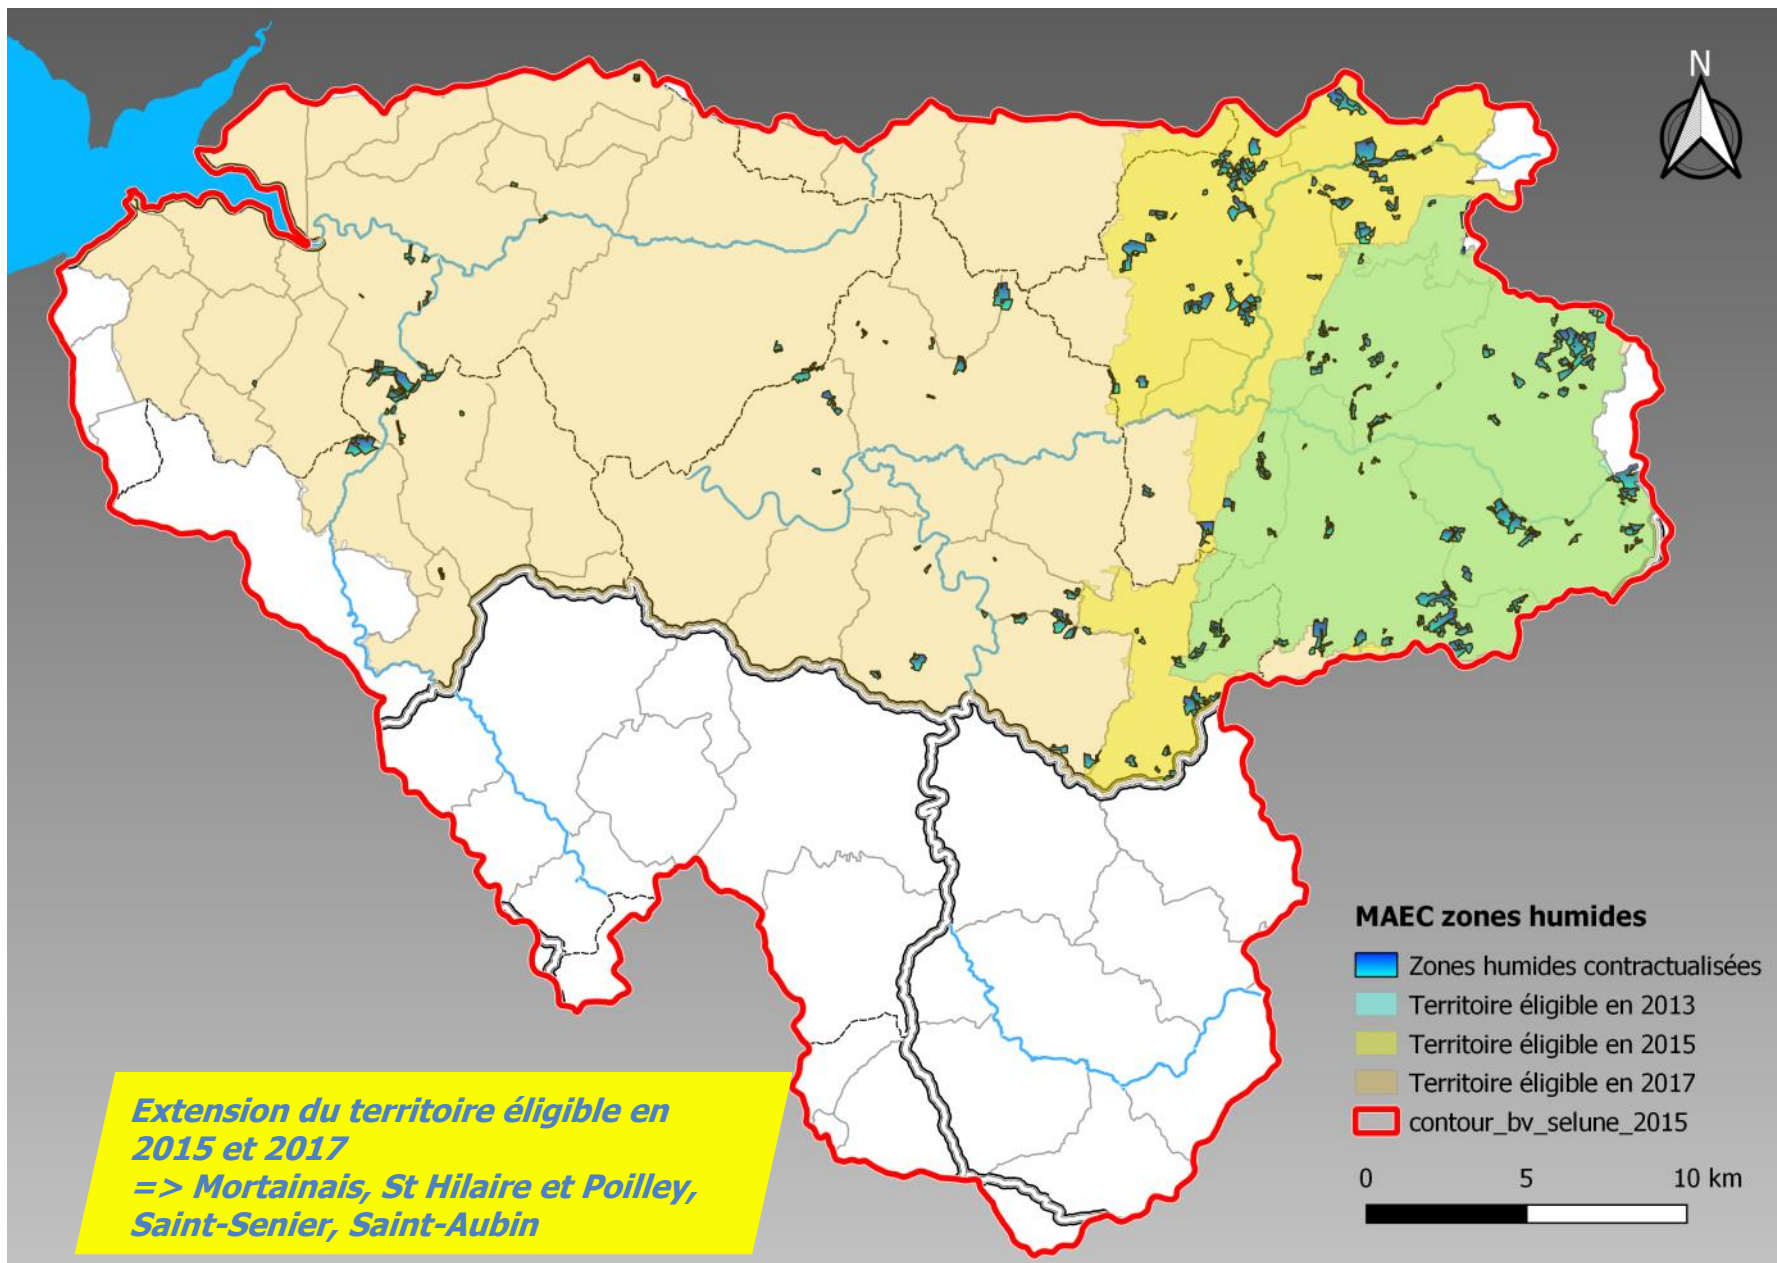 N
MAEC zones humides
Zones humides contractualisées
Territoire éligible en 2013
Territoire éligible en 2015
Territoire éligible en 2017
contour_bv_selune_2015
0 5 10 km
Extension du territoire éligible en
2015 et 2017
=> Mortainais, St Hilaire et Poilley,
Saint-Senier, Saint-Aubin